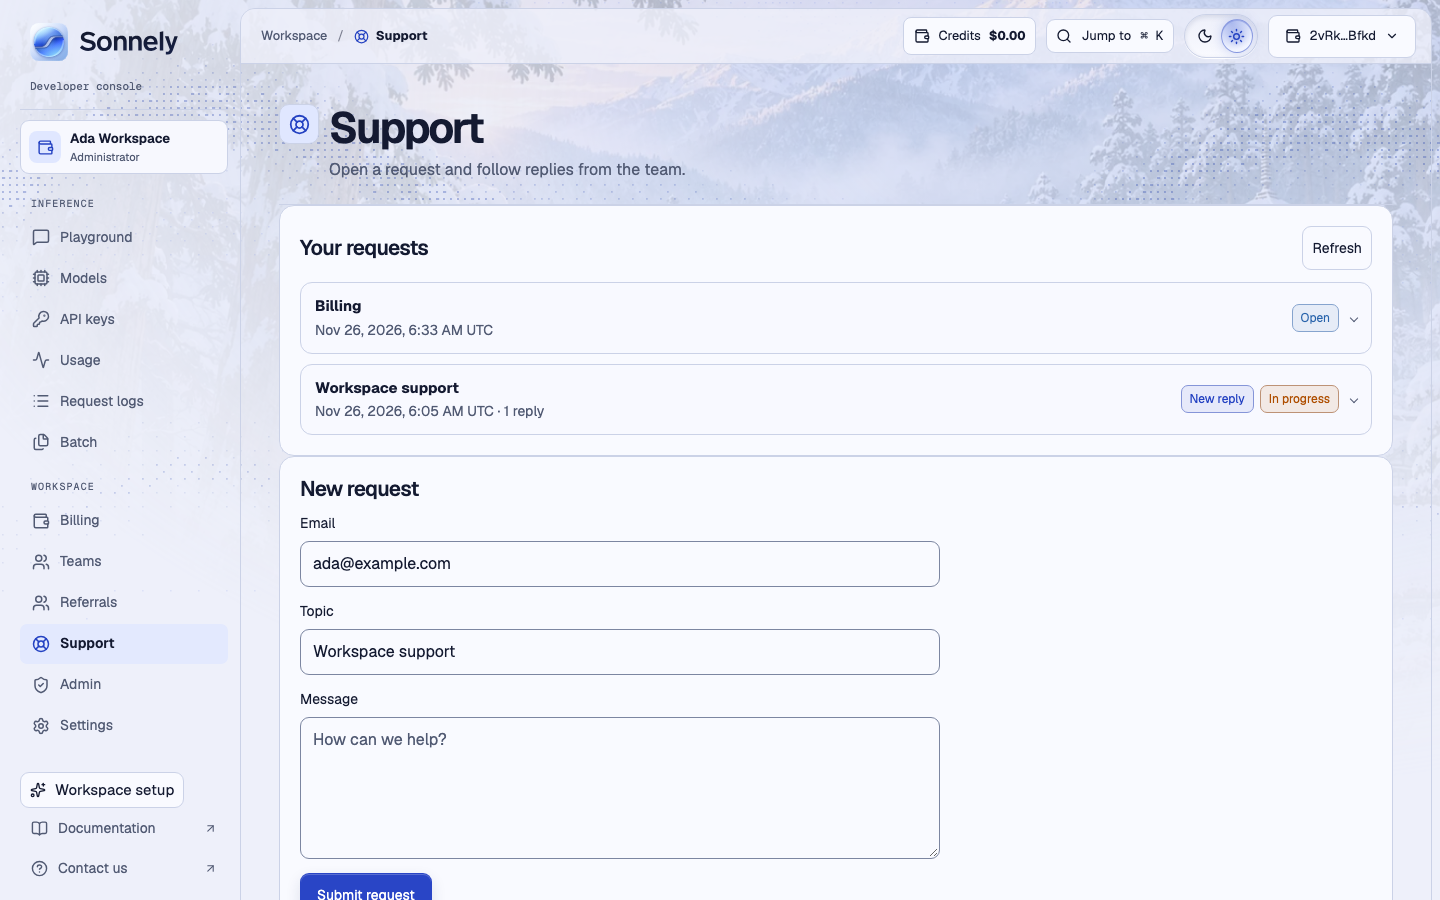 Sonnely
Developer console
Ada Workspace
Administrator
INFERENCE
Playground
Models
API keys
Usage
Request logs
Batch
WORKSPACE
Billing
Teams
Referrals
Support
Admin
Settings
Workspace setup
Documentation
Contact us
Workspace / Support
Credits $0.00
Jump to ⌘ K
2vRk…Bfkd
Support
Open a request and follow replies from the team.
Your requests
Refresh
Billing
Nov 26, 2026, 6:33 AM UTC
Open
Workspace support
Nov 26, 2026, 6:05 AM UTC · 1 reply
New reply
In progress
New request
Email
ada@example.com
Topic
Workspace support
Message
How can we help?
Submit request